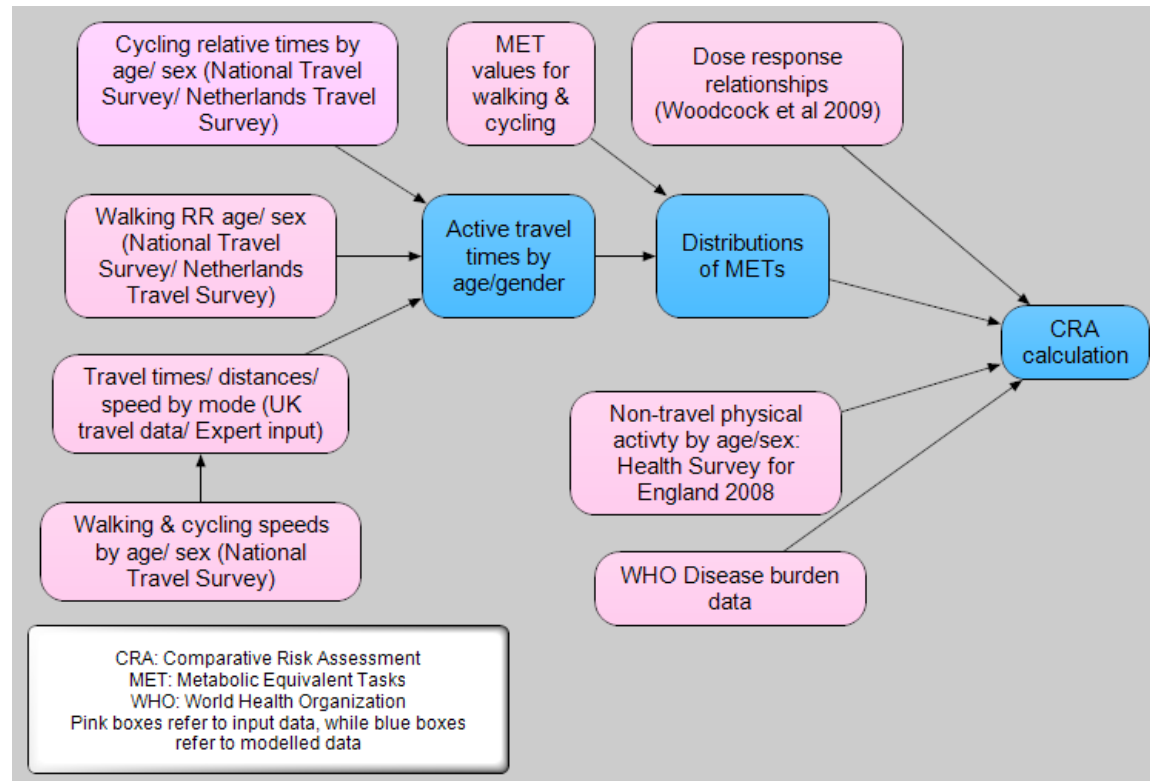 Cycling relative times by
age/ sex (National Travel
Survey/ Netherlands Travel
Survey)
MET
values for
walking &
cycling
Dose response
relationships
(Woodcock et al 2009)
Walking RR age/ sex
(National Travel
Survey/ Netherlands
Travel Survey)
Active travel
times by
age/gender
Distributions
of METs
CRA
calculation
Travel times/ distances/
speed by mode (UK
travel data/ Expert input)
Non-travel physical
activty by age/sex:
Health Survey for
England 2008
Walking & cycling speeds
by age/ sex (National
Travel Survey)
WHO Disease burden
data
CRA: Comparative Risk Assessment
MET: Metabolic Equivalent Tasks
WHO: World Health Organization
Pink boxes refer to input data, while blue boxes
refer to modelled data